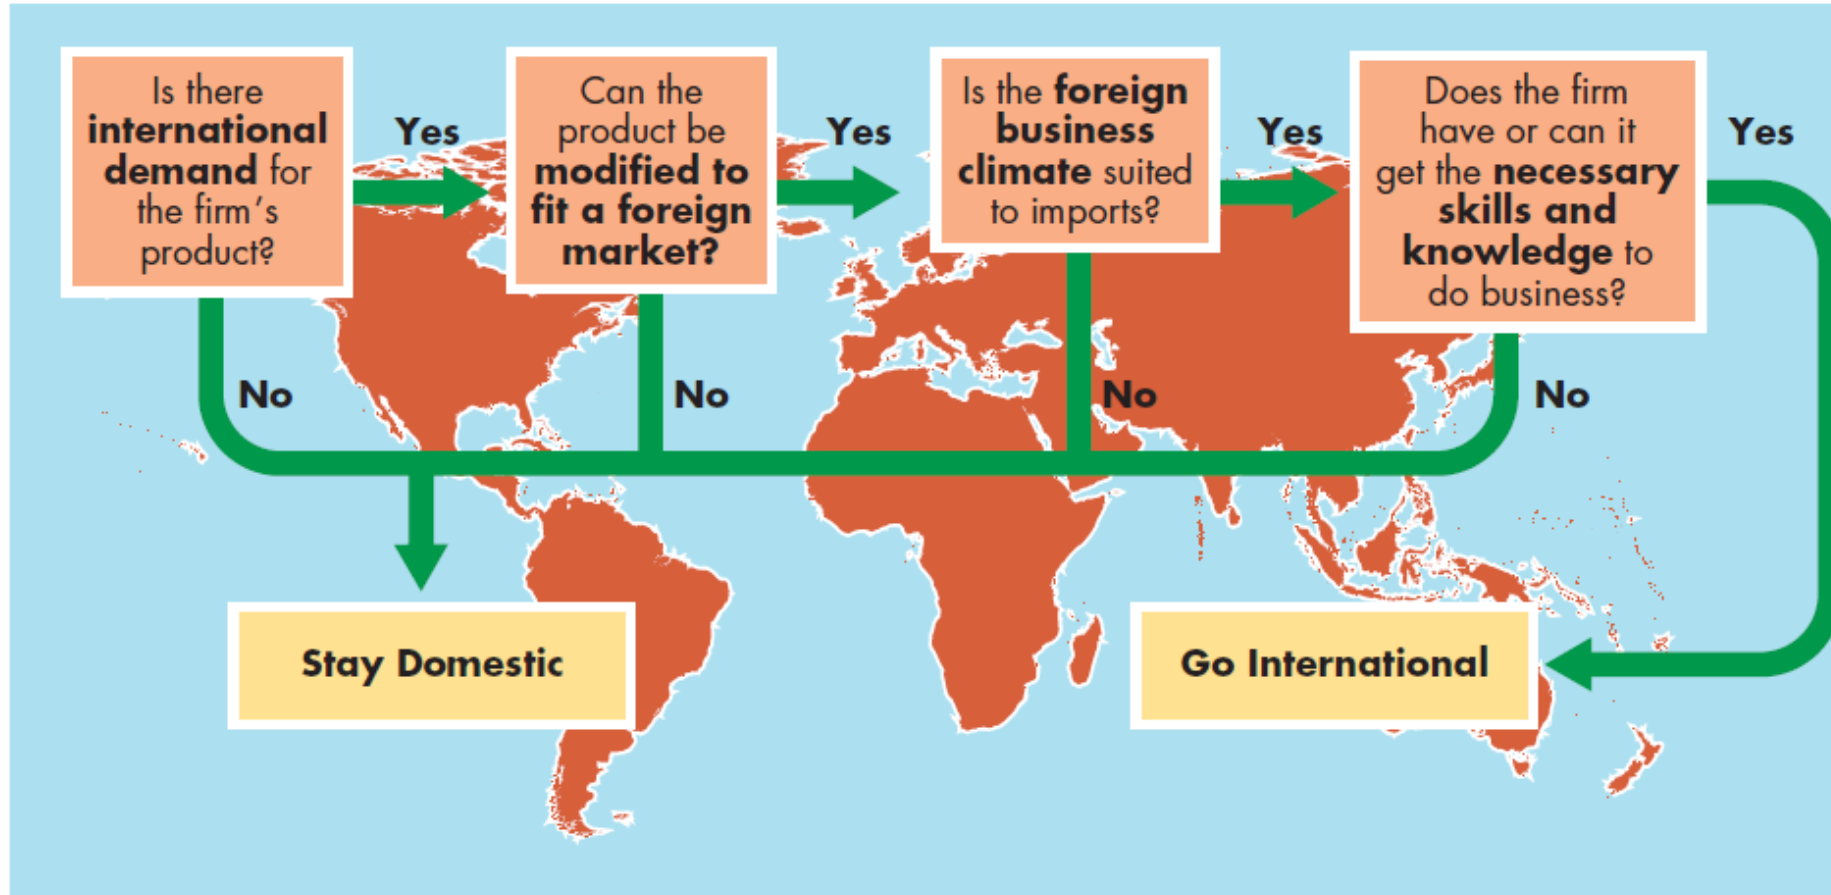 Is there
international
demand for
the firm's
product?
Yes
Can the
product be
modified to
fit a foreign
market?
Yes
Is the foreign
business
climate suited
to imports?
Yes
Does the firm
have or can it
get the necessary
skills and
knowledge to
do business?
Yes
No
No
No
No
Stay Domestic
Go International